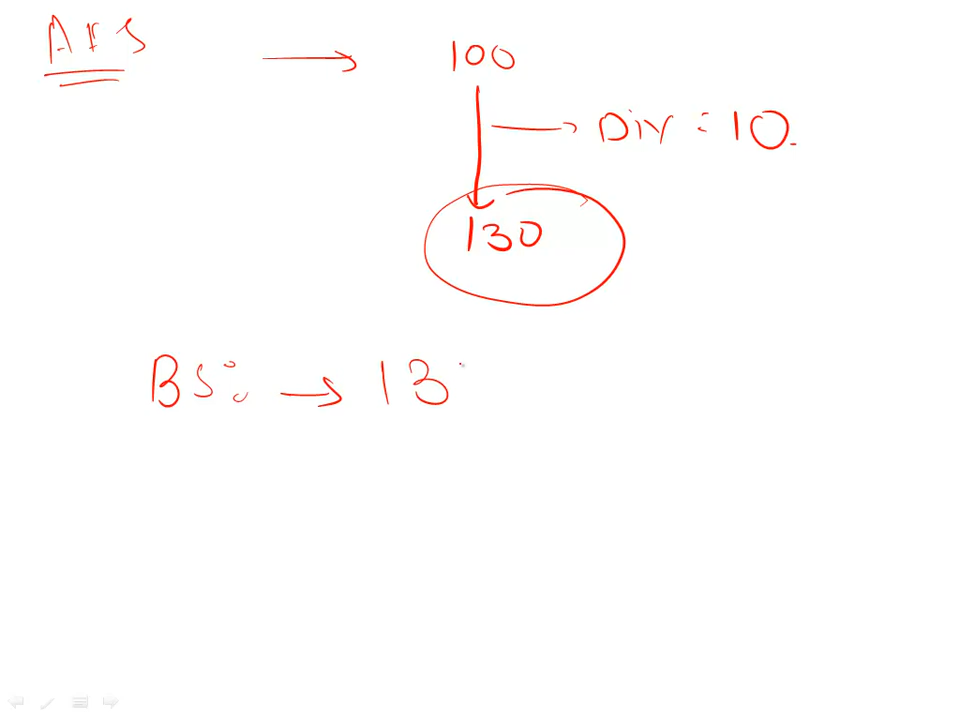 AFS → 100
→ Div : 10.
130
BS: → 13